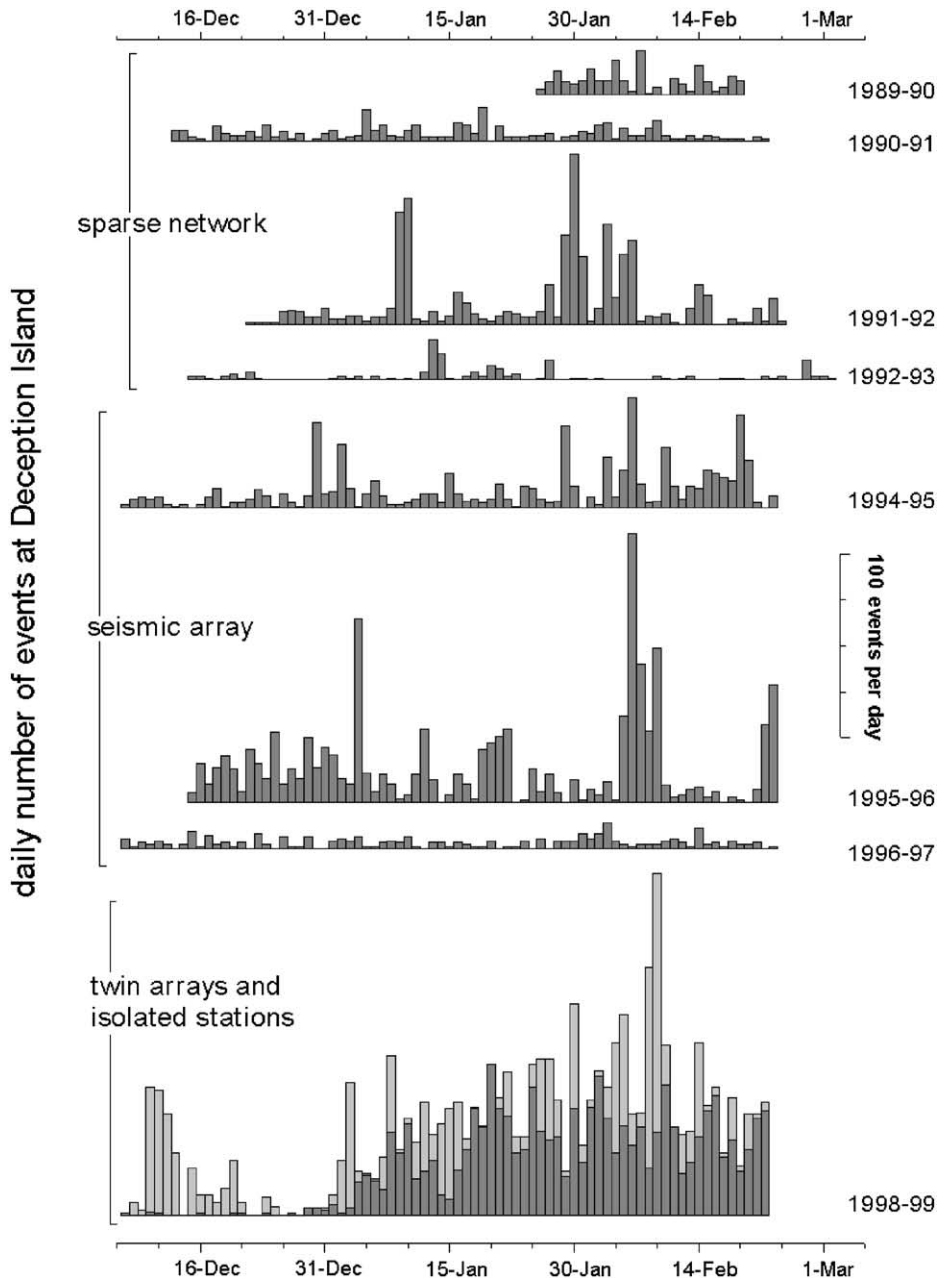 16-Dec 31-Dec 15-Jan 30-Jan 14-Feb 1-Mar
1989-90
1990-91
sparse network
1991-92
1992-93
daily number of events at Deception Island
1994-95
100 events per day
seismic array
1995-96
1996-97
twin arrays and
isolated stations
1998-99
16-Dec 31-Dec 15-Jan 30-Jan 14-Feb 1-Mar